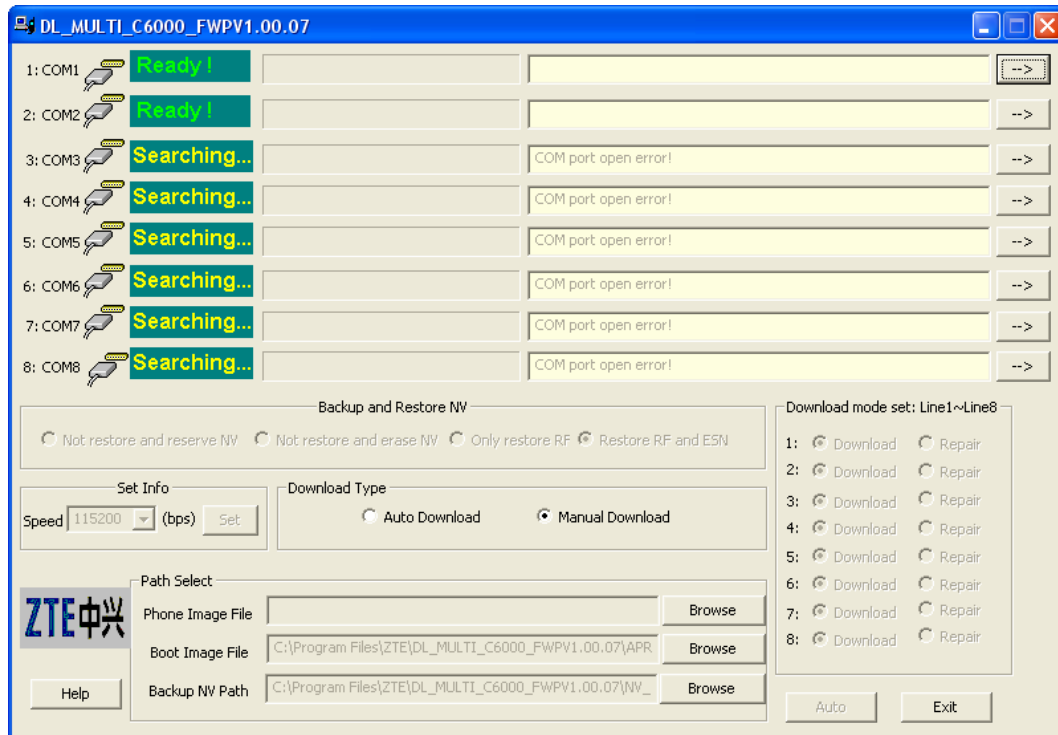 DL_MULTI_C6000_FWPV1.00.07
1: COM1 Ready ! -->
2: COM2 Ready ! -->
3: COM3 Searching... COM port open error! -->
4: COM4 Searching... COM port open error! -->
5: COM5 Searching... COM port open error! -->
6: COM6 Searching... COM port open error! -->
7: COM7 Searching... COM port open error! -->
8: COM8 Searching... COM port open error! -->
Backup and Restore NV
Not restore and reserve NV Not restore and erase NV Only restore RF Restore RF and ESN
Set Info
Speed 115200 (bps) Set
Download Type
Auto Download Manual Download
Download mode set: Line1~Line8
1: Download Repair
2: Download Repair
3: Download Repair
4: Download Repair
5: Download Repair
6: Download Repair
7: Download Repair
8: Download Repair
ZTE中兴
Path Select
Phone Image File Browse
Boot Image File C:\Program Files\ZTE\DL_MULTI_C6000_FWPV1.00.07\APR Browse
Backup NV Path C:\Program Files\ZTE\DL_MULTI_C6000_FWPV1.00.07\NV_ Browse
Help
Auto Exit